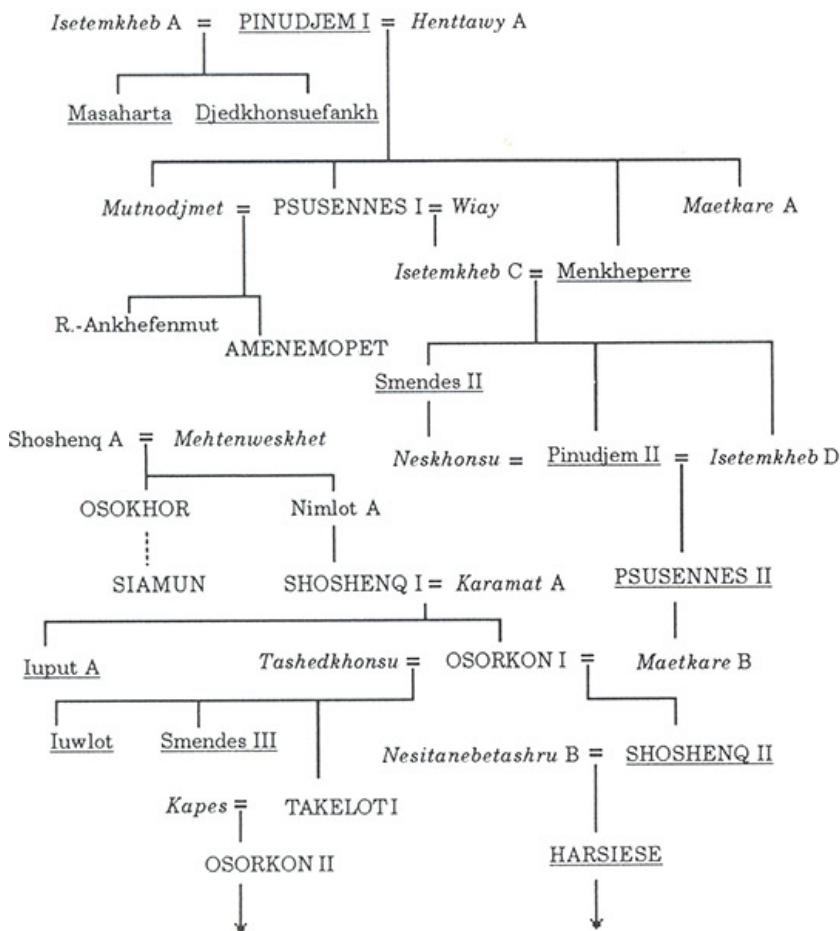 Isetemkheb A = PINUDJEM I = Henttawy A
Masaharta Djedkhonsuefankh
Mutnodjmet = PSUSENNES I = Wiay Maetkare A
Isetemkheb C = Menkheperre
R.-Ankhefenmut
AMENEMOPET
Smendes II
Shoshenq A = Mehtenweskhet
Neskhonsu = Pinudjem II = Isetemkheb D
OSOKHOR Nimlot A
SIAMUN SHOSHENQ I = Karamat A PSUSENNES II
Iuput A Tashedkhonsu = OSORKON I = Maetkare B
Iuwlot Smendes III
Nesitanebetashru B = SHOSHENQ II
Kapes = TAKELOT I
OSORKON II HARSIESE